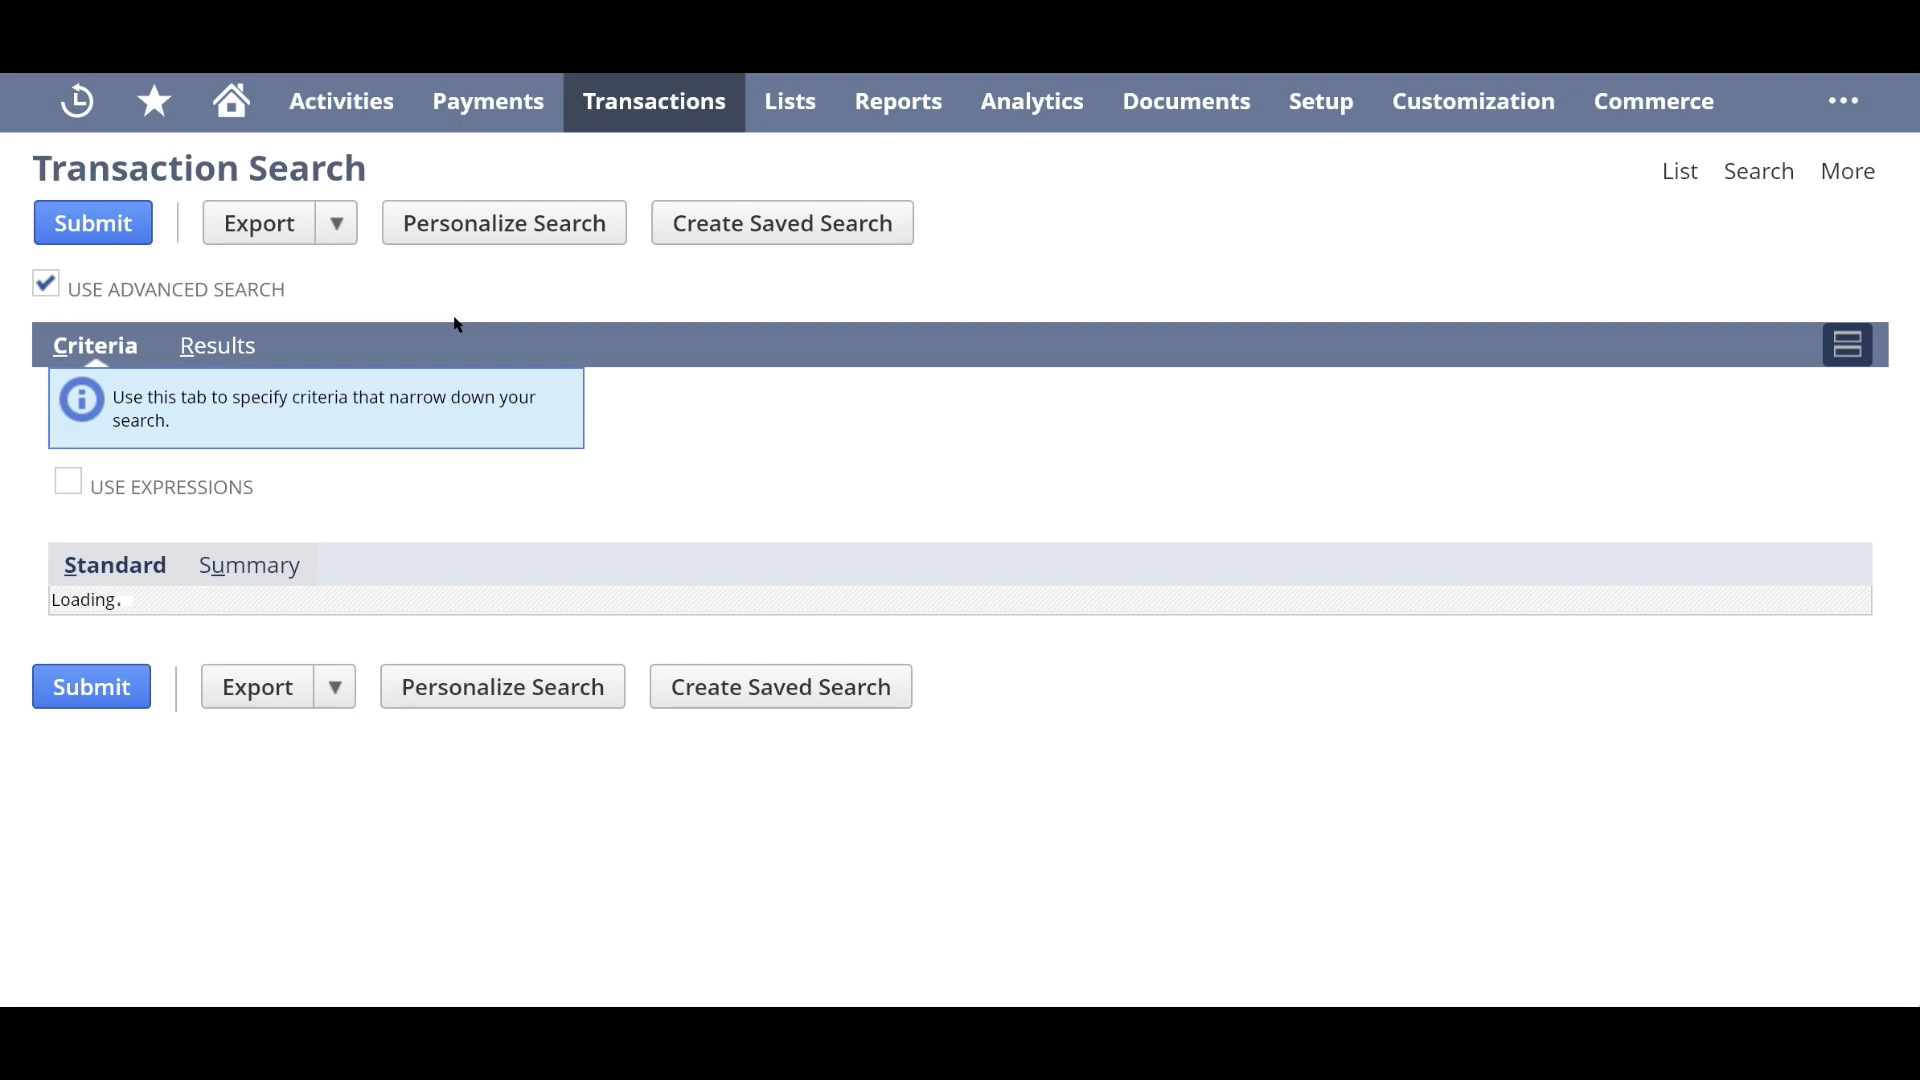 Activities Payments Transactions Lists Reports Analytics Documents Setup Customization Commerce
Transaction Search
List Search More
Submit Export Personalize Search Create Saved Search
USE ADVANCED SEARCH
Criteria Results
Use this tab to specify criteria that narrow down your
search.
USE EXPRESSIONS
Standard Summary
Loading.
Submit Export Personalize Search Create Saved Search